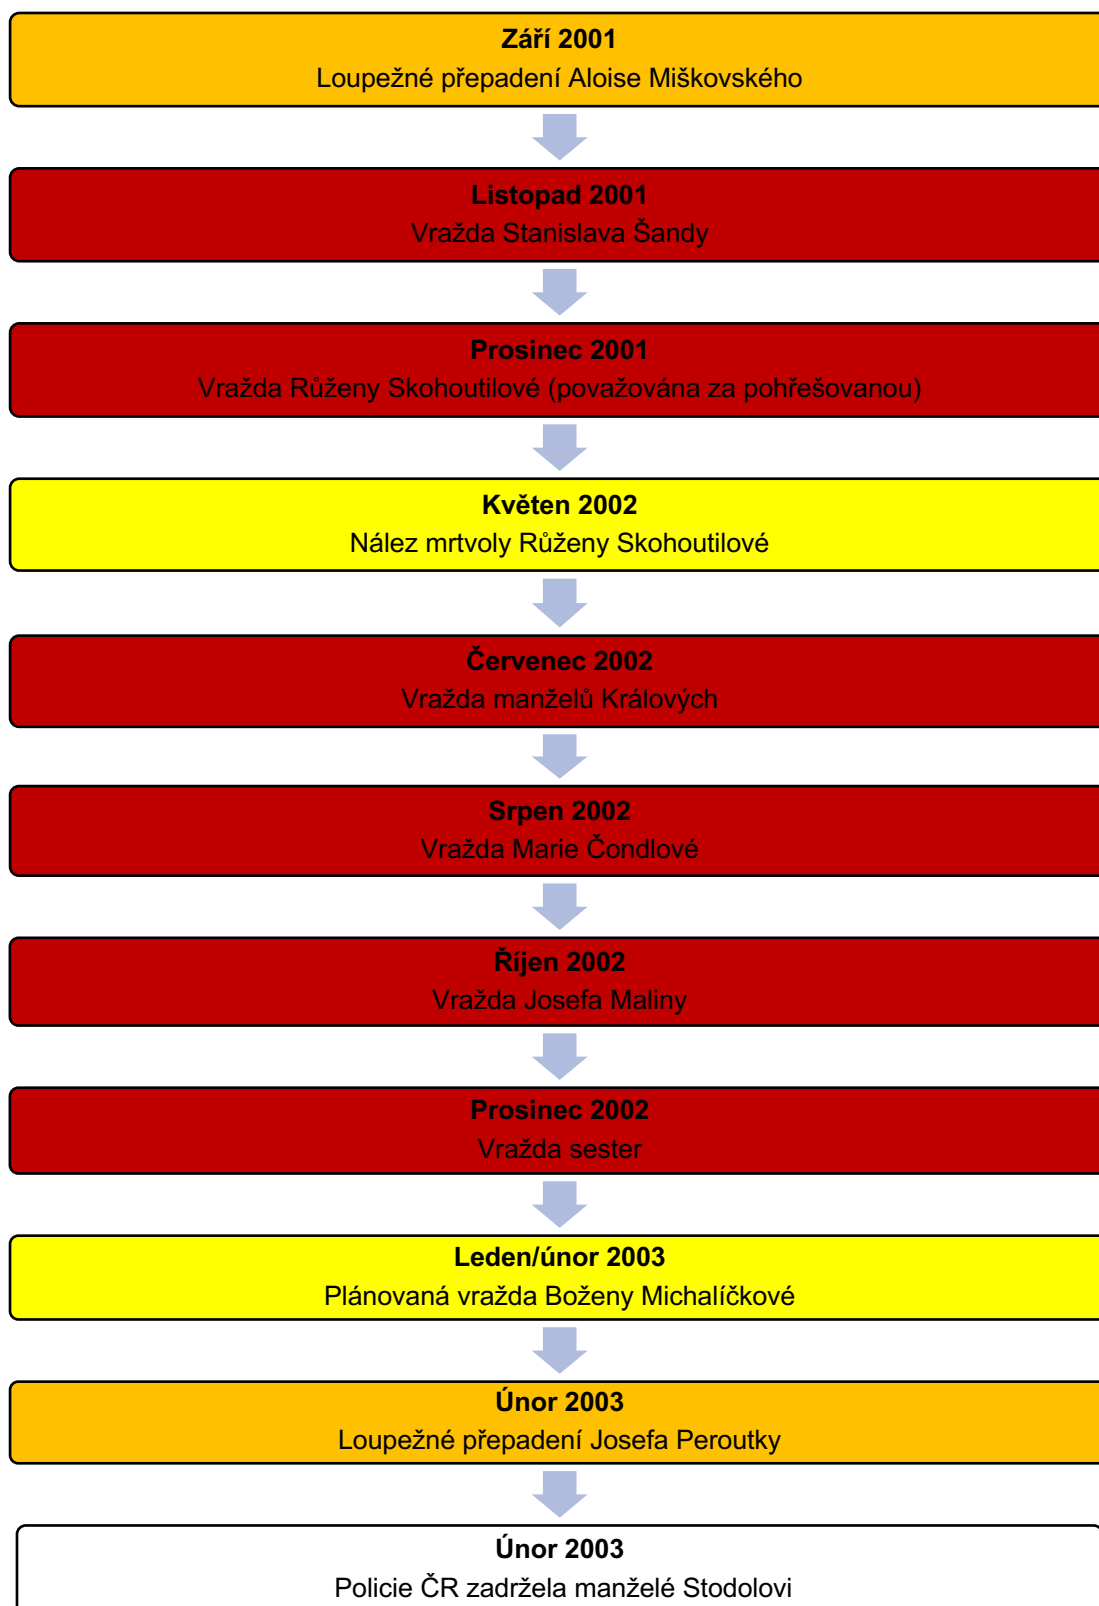 Září 2001
Loupežné přepadení Aloise Miškovského
Listopad 2001
Vražda Stanislava Šandy
Prosinec 2001
Vražda Růženy Skohoutilové (považována za pohřešovanou)
Květen 2002
Nález mrtvoly Růženy Skohoutilové
Červenec 2002
Vražda manželů Králových
Srpen 2002
Vražda Marie Čondlové
Říjen 2002
Vražda Josefa Maliny
Prosinec 2002
Vražda sester
Leden/únor 2003
Plánovaná vražda Boženy Michalíčkové
Únor 2003
Loupežné přepadení Josefa Peroutky
Únor 2003
Policie ČR zadržela manželé Stodolovi